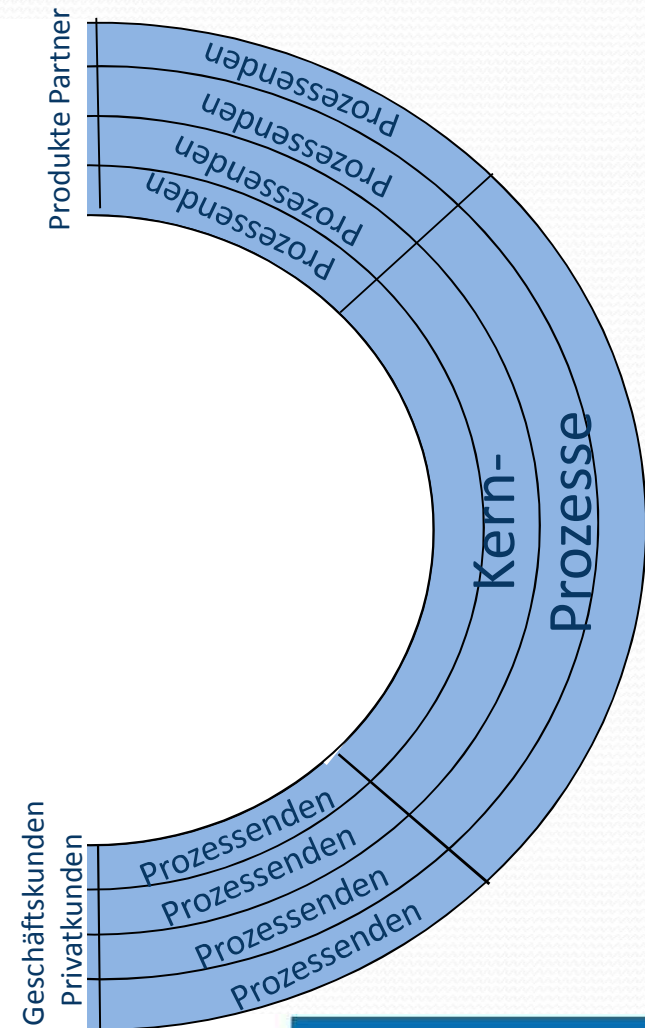 Produkte Partner
Prozessenden
Prozessenden
Prozessenden
Prozessenden
Kern-
Prozesse
Geschäftskunden
Privatkunden
Prozessenden
Prozessenden
Prozessenden
Prozessenden